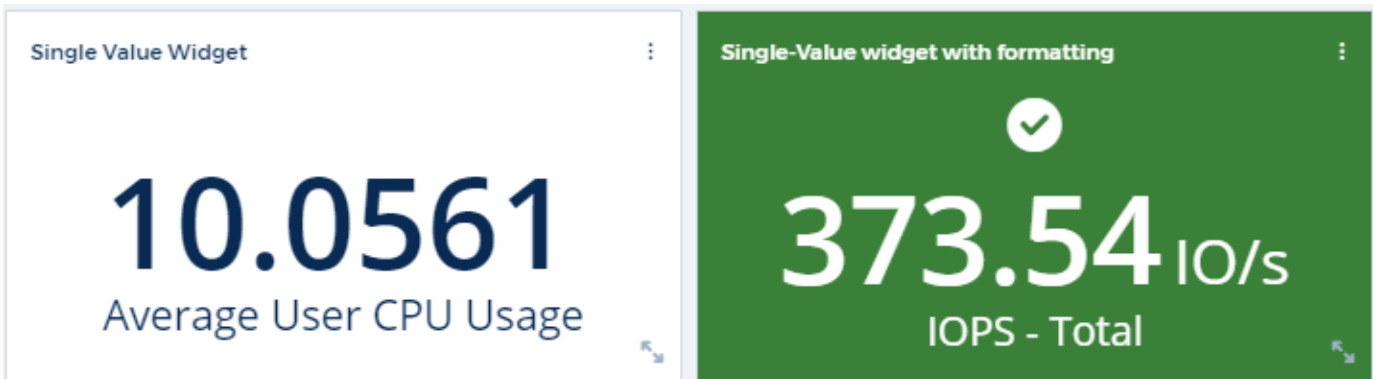 Single Value Widget
10.0561
Average User CPU Usage
Single-Value widget with formatting
373.54 IO/s
IOPS - Total